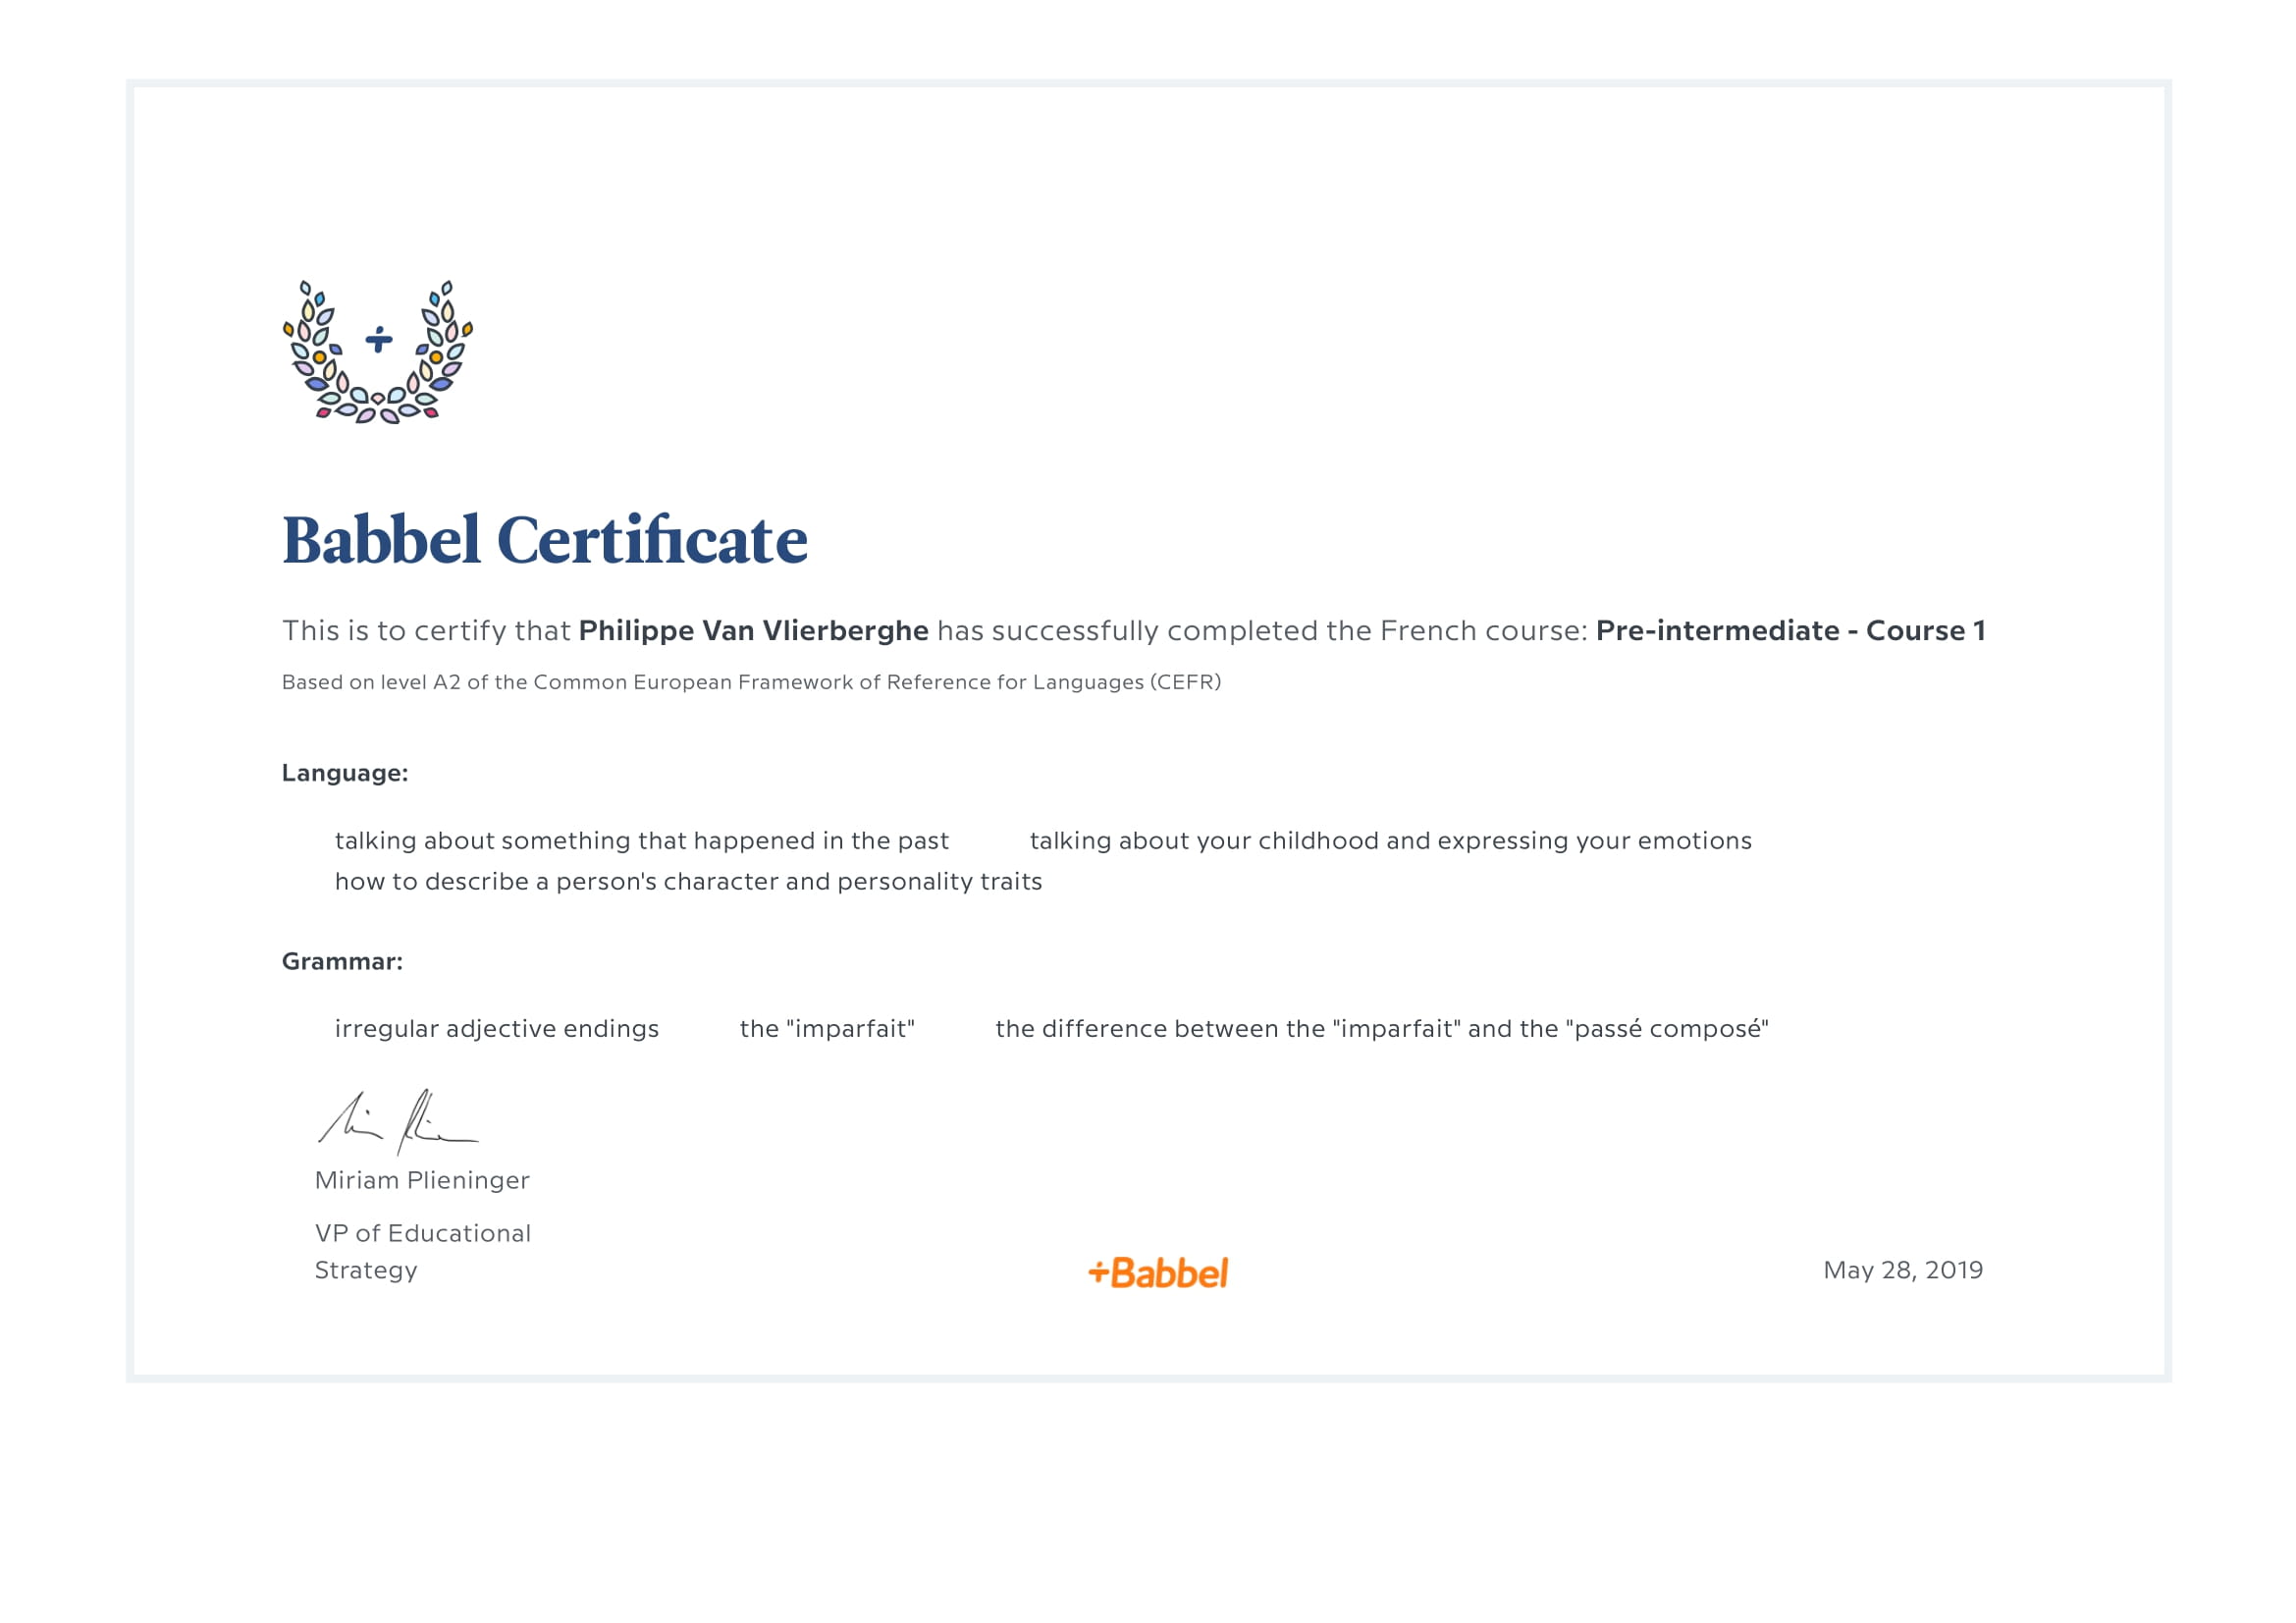 Babbel Certificate
This is to certify that Philippe Van Vlierberghe has successfully completed the French course: Pre-intermediate - Course 1
Based on level A2 of the Common European Framework of Reference for Languages (CEFR)
Language:
talking about something that happened in the past talking about your childhood and expressing your emotions
how to describe a person's character and personality traits
Grammar:
irregular adjective endings the "imparfait" the difference between the "imparfait" and the "passé composé"
Miriam Plieninger
VP of Educational
Strategy
+Babbel
May 28, 2019